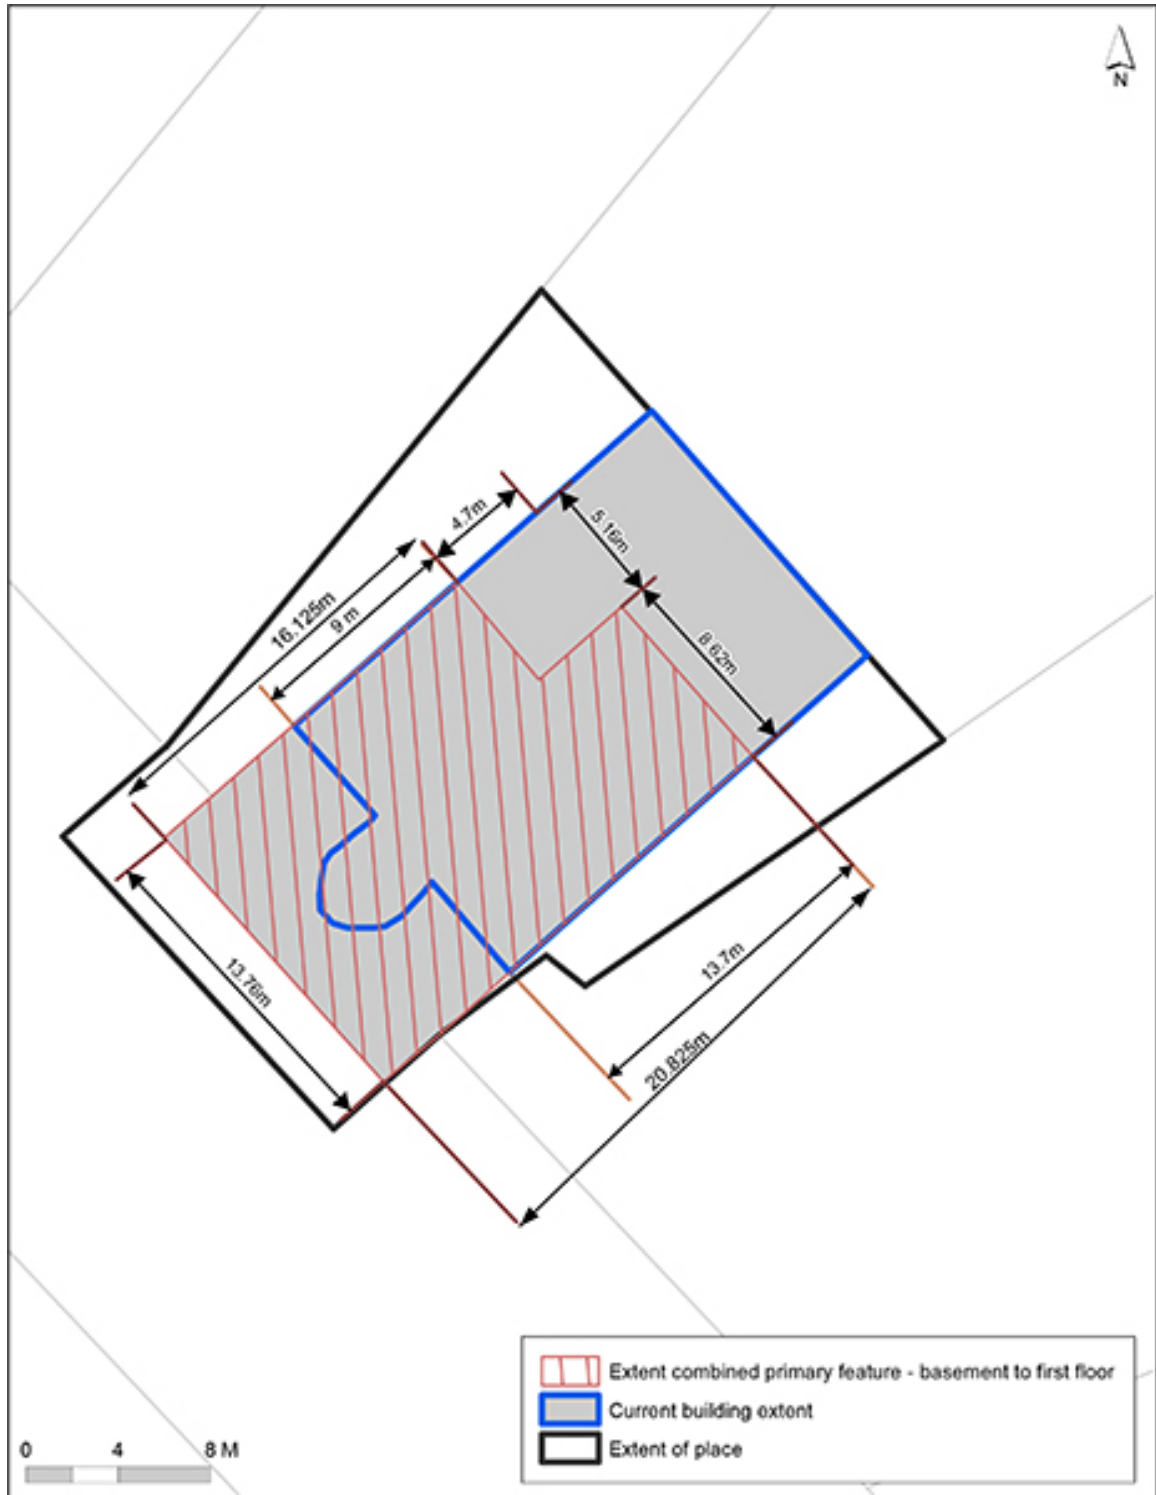 N
4.7m
5.16m
16.125m
9 m
8.62m
13.76m
13.7m
20.825m
Extent combined primary feature - basement to first floor
Current building extent
Extent of place
0 4 8 M